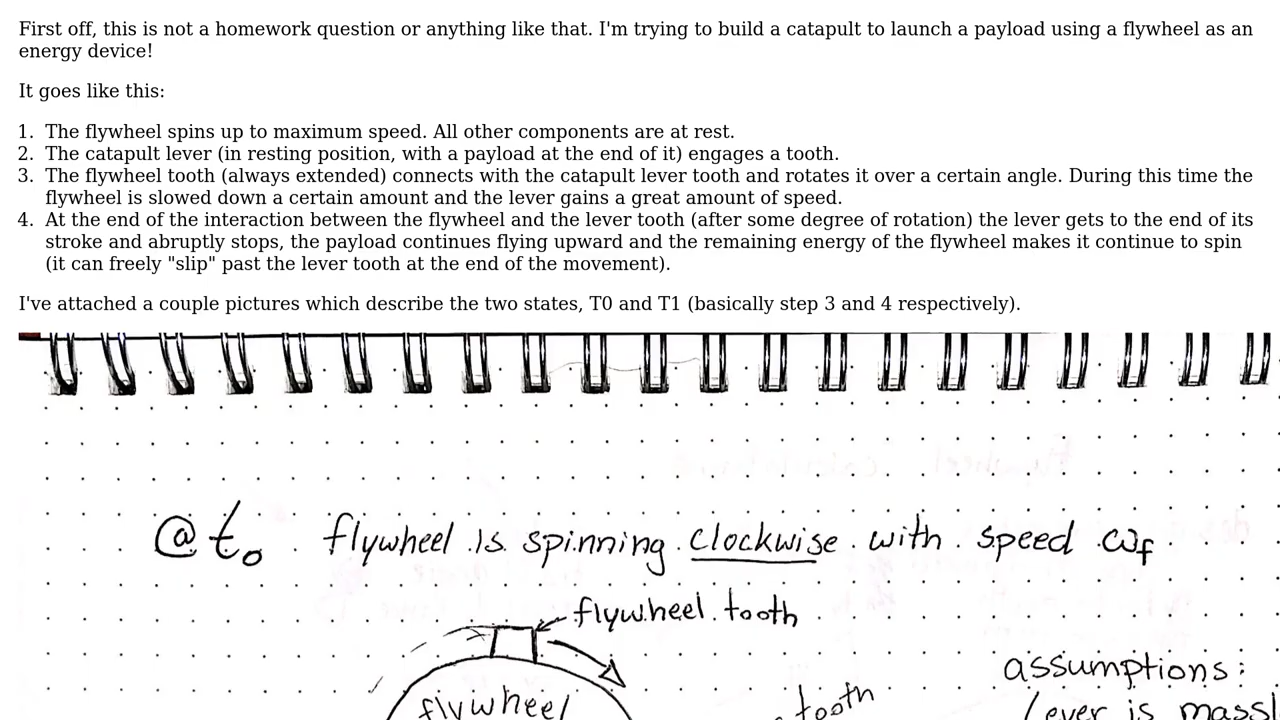 First off, this is not a homework question or anything like that. I'm trying to build a catapult to launch a payload using a flywheel as an
energy device!
It goes like this:
1. The flywheel spins up to maximum speed. All other components are at rest.
2. The catapult lever (in resting position, with a payload at the end of it) engages a tooth.
3. The flywheel tooth (always extended) connects with the catapult lever tooth and rotates it over a certain angle. During this time the
flywheel is slowed down a certain amount and the lever gains a great amount of speed.
4. At the end of the interaction between the flywheel and the lever tooth (after some degree of rotation) the lever gets to the end of its
stroke and abruptly stops, the payload continues flying upward and the remaining energy of the flywheel makes it continue to spin
(it can freely "slip" past the lever tooth at the end of the movement).
I've attached a couple pictures which describe the two states, T0 and T1 (basically step 3 and 4 respectively).
@ t₀ flywheel is spinning clockwise with speed ωf
flywheel tooth
assumptions:
tooth
flywheel
lever is